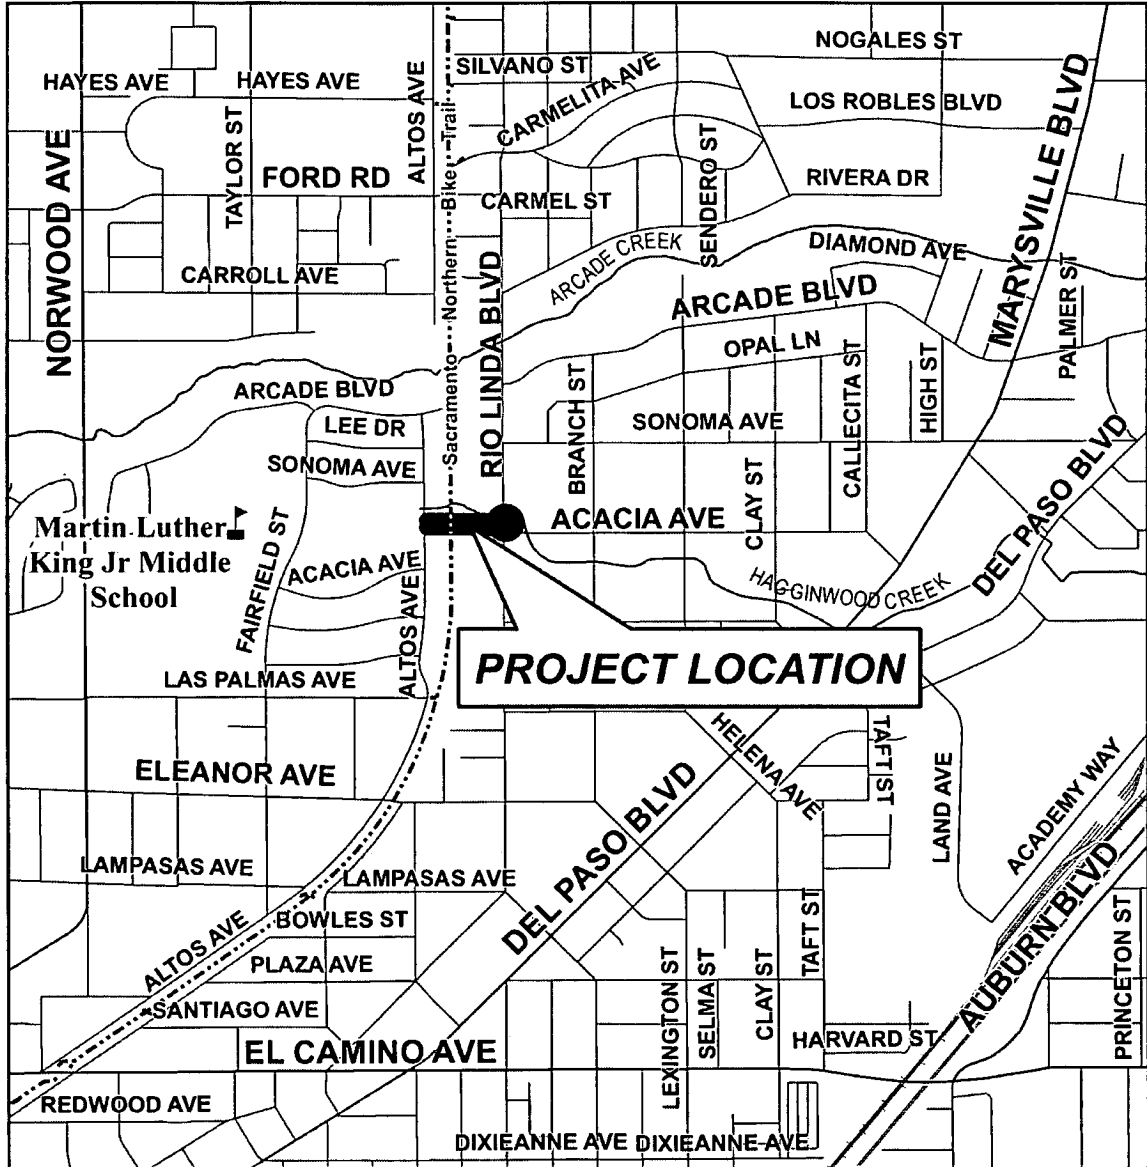 NOGALES ST
SILVANO ST
HAYES AVE
HAYES AVE
ALTOS AVE
CARMELITA AVE
LOS ROBLES BLVD
MARYSVILLE BLVD
NORWOOD AVE
TAYLOR ST
FORD RD
SENDERO ST
RIVERA DR
CARMEL ST
Sacramento Northern Bike Trail
ARCADE CREEK
DIAMOND AVE
CARROLL AVE
RIO LINDA BLVD
ARCADE BLVD
PALMER ST
OPAL LN
ARCADE BLVD
BRANCH ST
CALLECITA ST
HIGH ST
LEE DR
SONOMA AVE
DEL PASO BLVD
SONOMA AVE
CLAY ST
Martin Luther
King Jr Middle
School
ACACIA AVE
FAIRFIELD ST
ACACIA AVE
HAGGINWOOD CREEK
ALTOS AVE
PROJECT LOCATION
LAS PALMAS AVE
HELENA AVE
TAFT ST
ELEANOR AVE
LAND AVE
ACADEMY WAY
DEL PASO BLVD
LAMPASAS AVE
LAMPASAS AVE
AUBURN BLVD
BOWLES ST
TAFT ST
PRINCETON ST
ALTOS AVE
PLAZA AVE
LEXINGTON ST
SELMA ST
CLAY ST
SANTIAGO AVE
HARVARD ST
EL CAMINO AVE
REDWOOD AVE
DIXIEANNE AVE
DIXIEANNE AVE